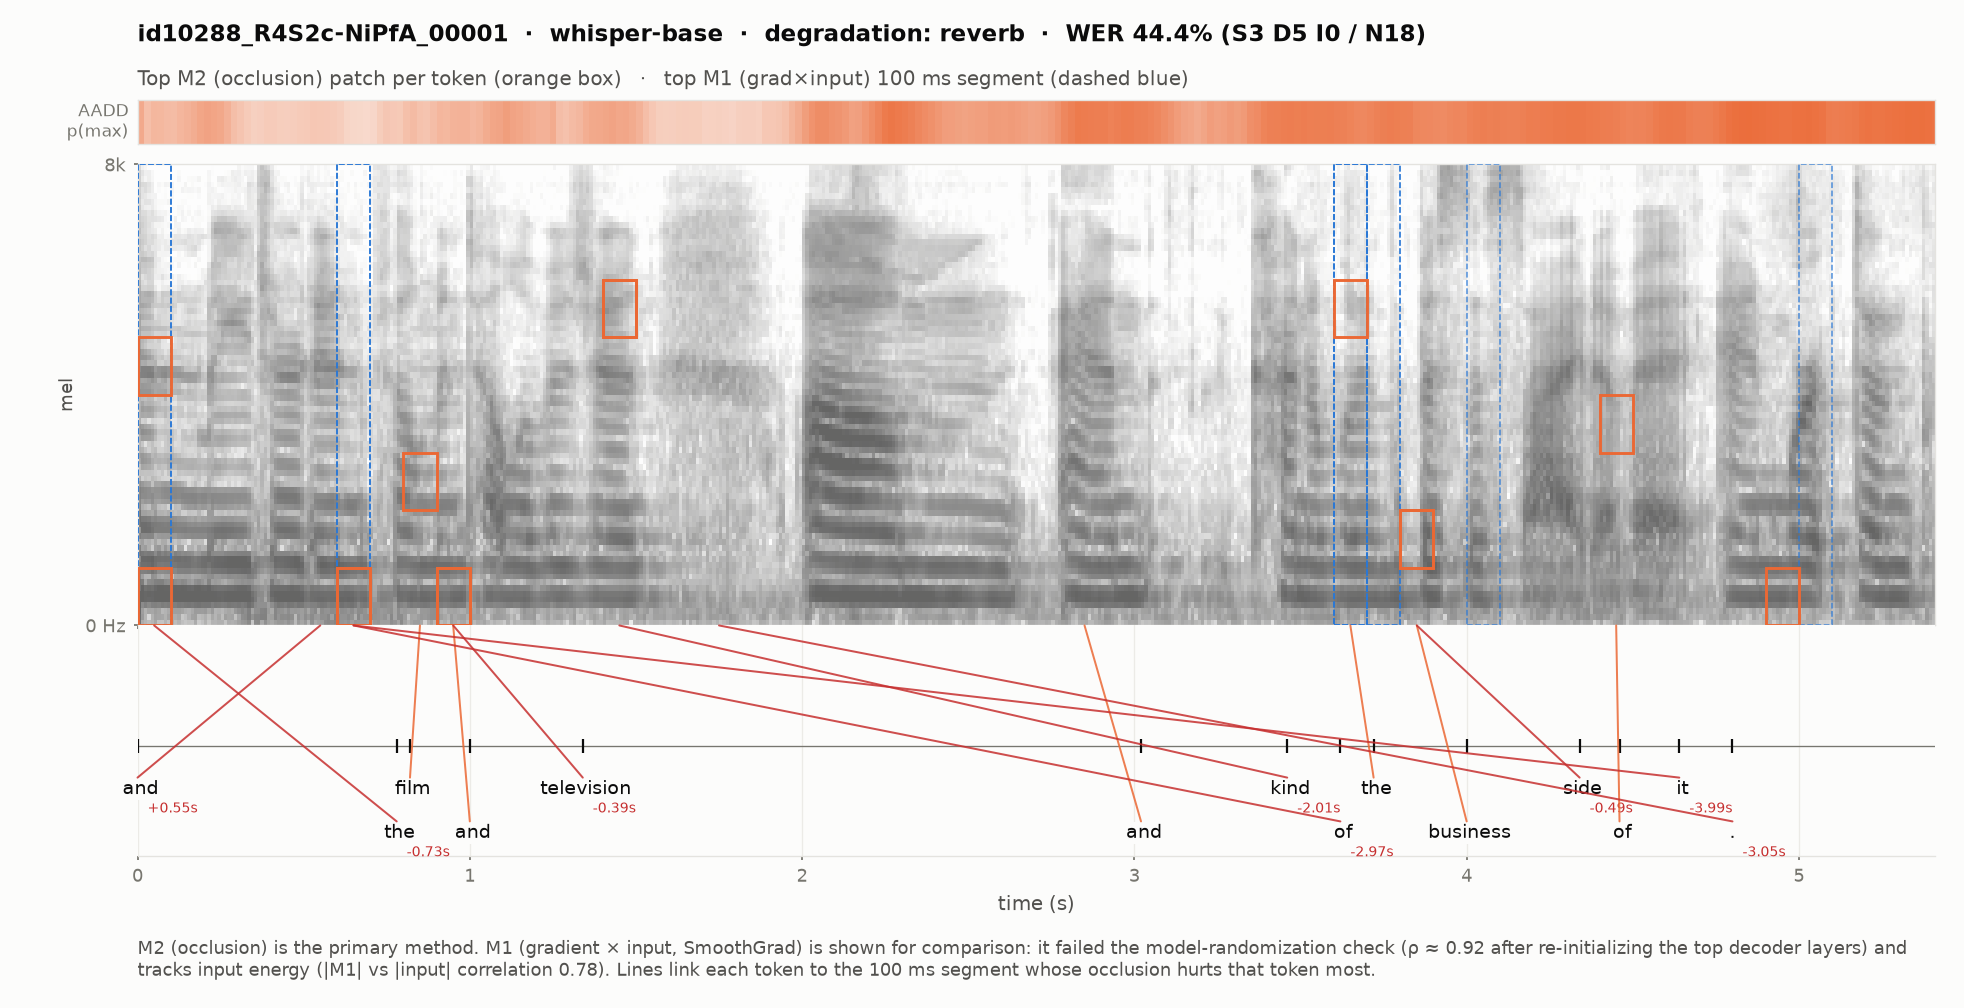 id10288_R4S2c-NiPfA_00001 · whisper-base · degradation: reverb · WER 44.4% (S3 D5 I0 / N18)
Top M2 (occlusion) patch per token (orange box) · top M1 (grad×input) 100 ms segment (dashed blue)
AADD
p(max)
8k
mel
0 Hz
and film television kind the side it
+0.55s -0.39s -2.01s -0.49s -3.99s
the and and of business of .
-0.73s -2.97s -3.05s
0 1 2 3 4 5
time (s)
M2 (occlusion) is the primary method. M1 (gradient × input, SmoothGrad) is shown for comparison: it failed the model-randomization check (ρ ≈ 0.92 after re-initializing the top decoder layers) and
tracks input energy (|M1| vs |input| correlation 0.78). Lines link each token to the 100 ms segment whose occlusion hurts that token most.